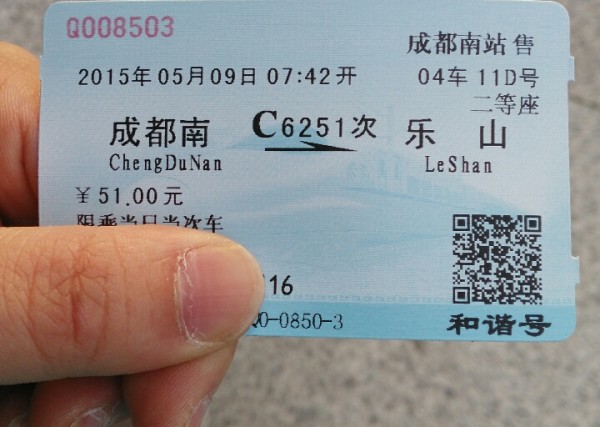 Q008503
成都南站 售
2015年05月09日 07:42开
04车 11D号
二等座
成都南 C6251次 乐山
ChengDuNan LeShan
¥51.00元
限乘当日当次车
16
0-0850-3
和谐号